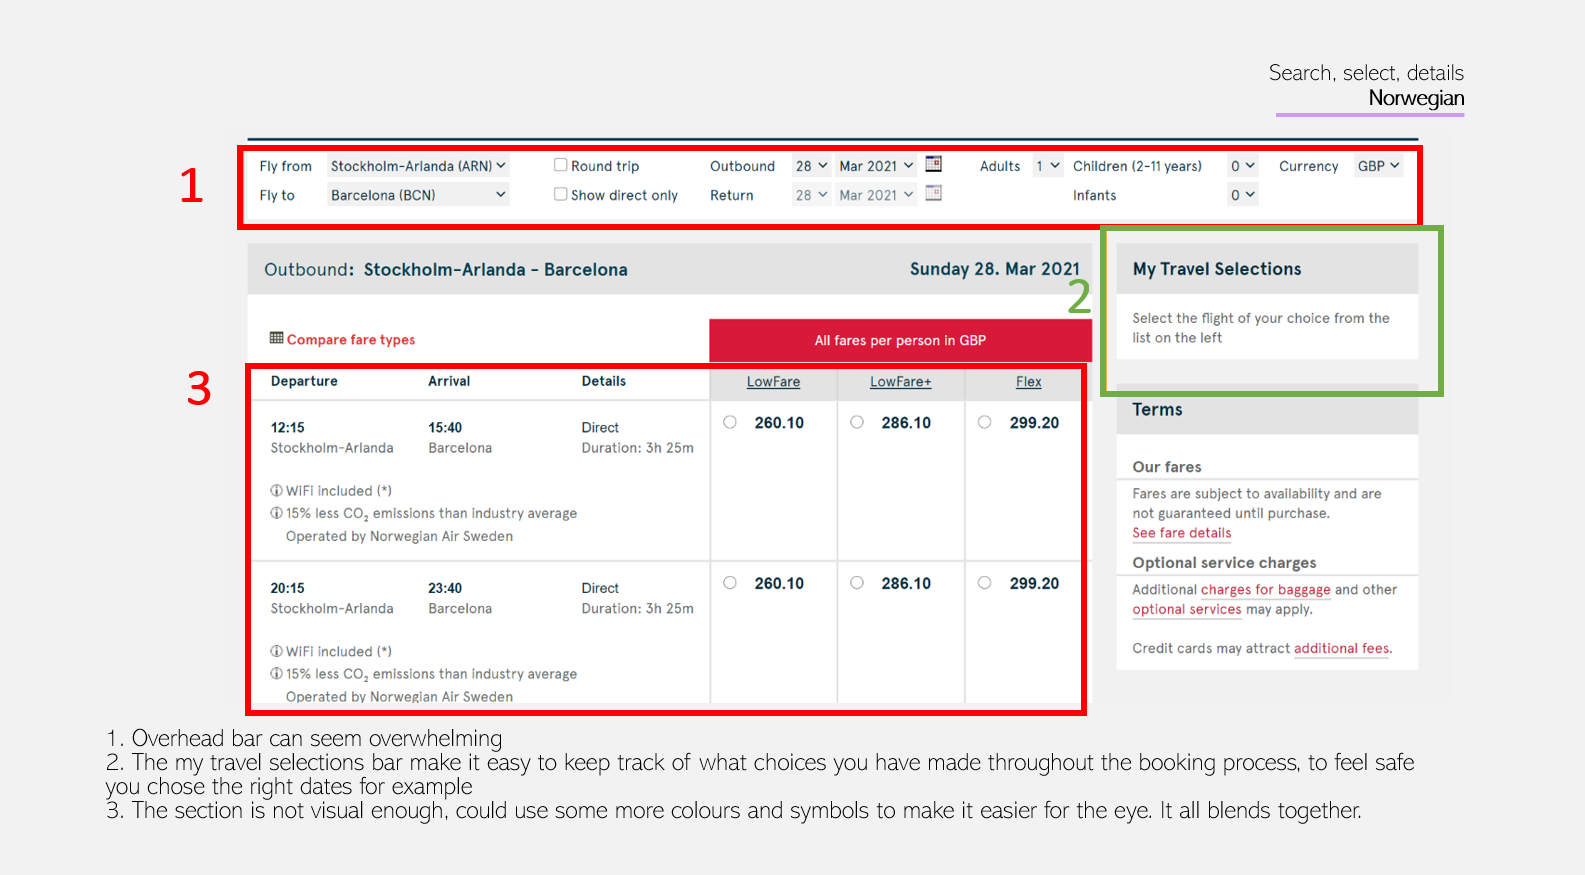 Search, select, details
Norwegian
1
Fly from Stockholm-Arlanda (ARN) Round trip Outbound 28 Mar 2021 Adults 1 Children (2-11 years) 0 Currency GBP
Fly to Barcelona (BCN) Show direct only Return 28 Mar 2021 Infants 0
Outbound: Stockholm-Arlanda - Barcelona Sunday 28. Mar 2021
2
My Travel Selections
Select the flight of your choice from the
list on the left
Compare fare types
All fares per person in GBP
3
Departure Arrival Details LowFare LowFare+ Flex
12:15 15:40 Direct 260.10 286.10 299.20
Stockholm-Arlanda Barcelona Duration: 3h 25m
WiFi included (*)
15% less CO2 emissions than industry average
Operated by Norwegian Air Sweden
20:15 23:40 Direct 260.10 286.10 299.20
Stockholm-Arlanda Barcelona Duration: 3h 25m
WiFi included (*)
15% less CO2 emissions than industry average
Operated by Norwegian Air Sweden
Terms
Our fares
Fares are subject to availability and are
not guaranteed until purchase.
See fare details
Optional service charges
Additional charges for baggage and other
optional services may apply.
Credit cards may attract additional fees.
1. Overhead bar can seem overwhelming
2. The my travel selections bar make it easy to keep track of what choices you have made throughout the booking process, to feel safe
you chose the right dates for example
3. The section is not visual enough, could use some more colours and symbols to make it easier for the eye. It all blends together.